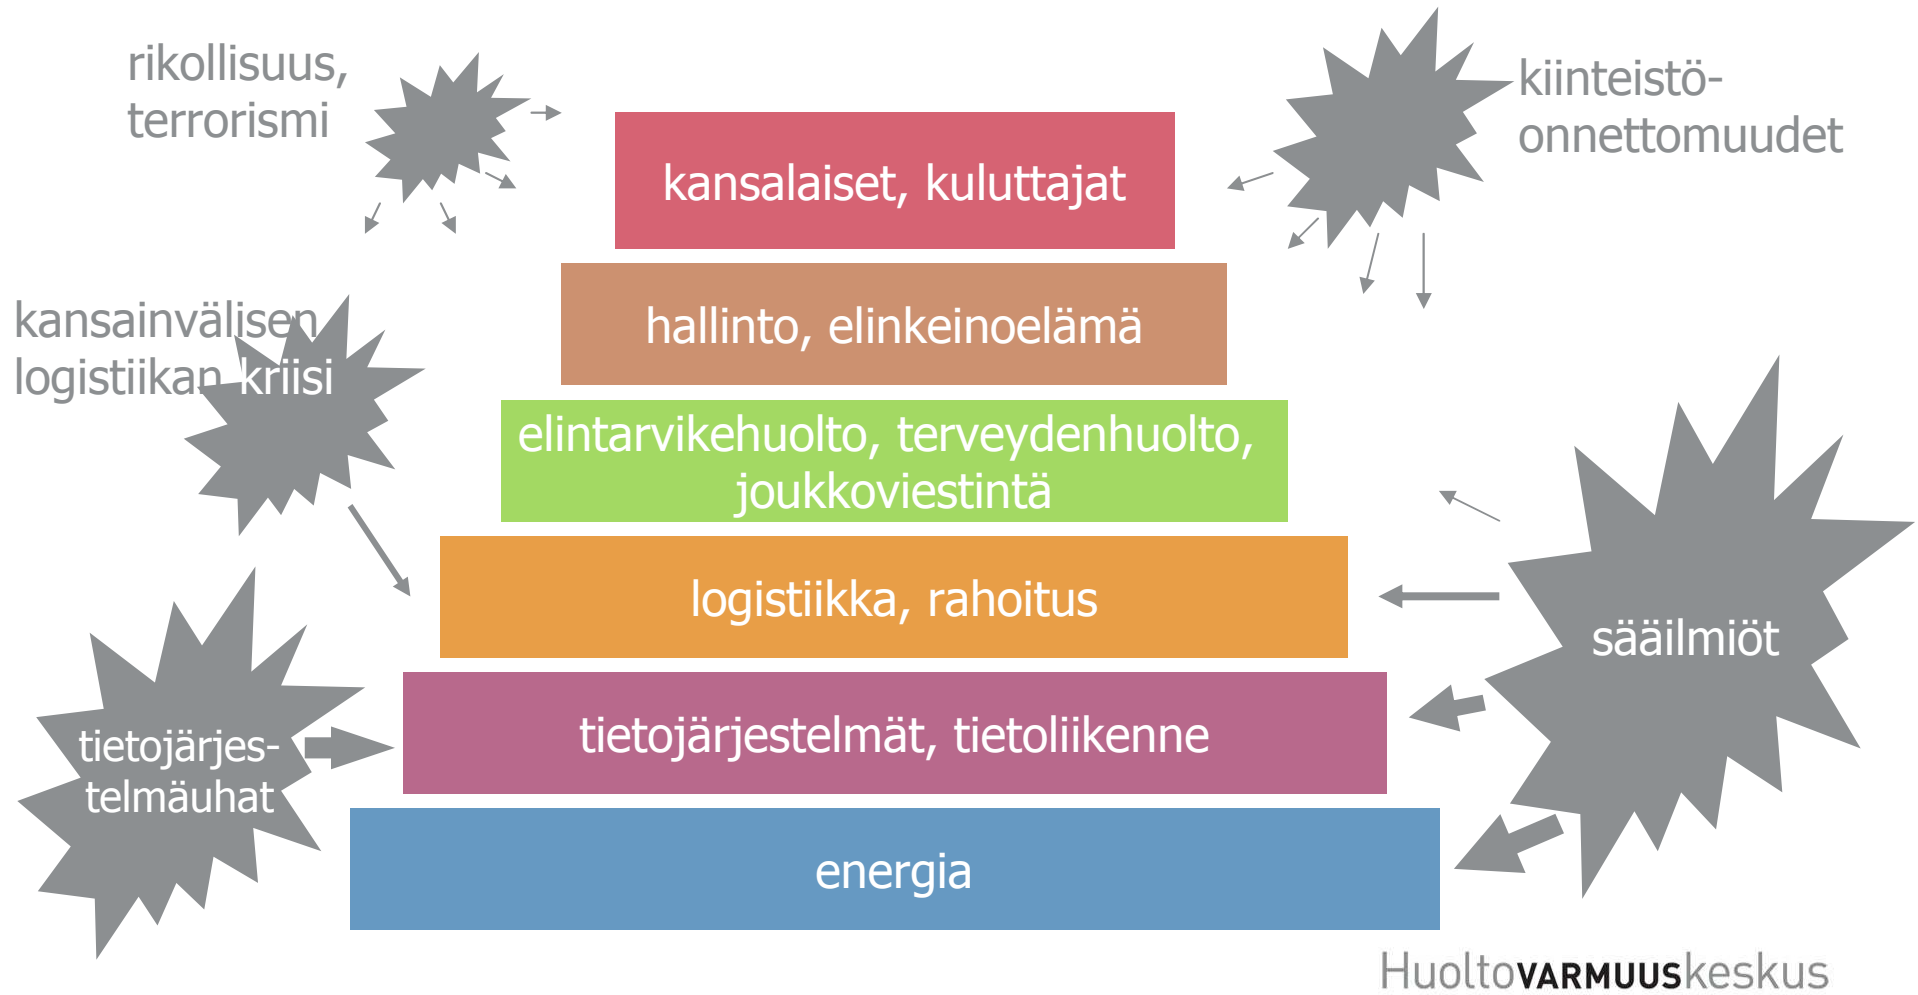 rikollisuus,
terrorismi
kiinteistö-
onnettomuudet
kansalaiset, kuluttajat
kansainvälisen
logistiikan kriisi
hallinto, elinkeinoelämä
elintarvikehuolto, terveydenhuolto,
joukkoviestintä
logistiikka, rahoitus
sääilmiöt
tietojärjes-
telmäuhat
tietojärjestelmät, tietoliikenne
energia
HuoltoVARMUUSkeskus